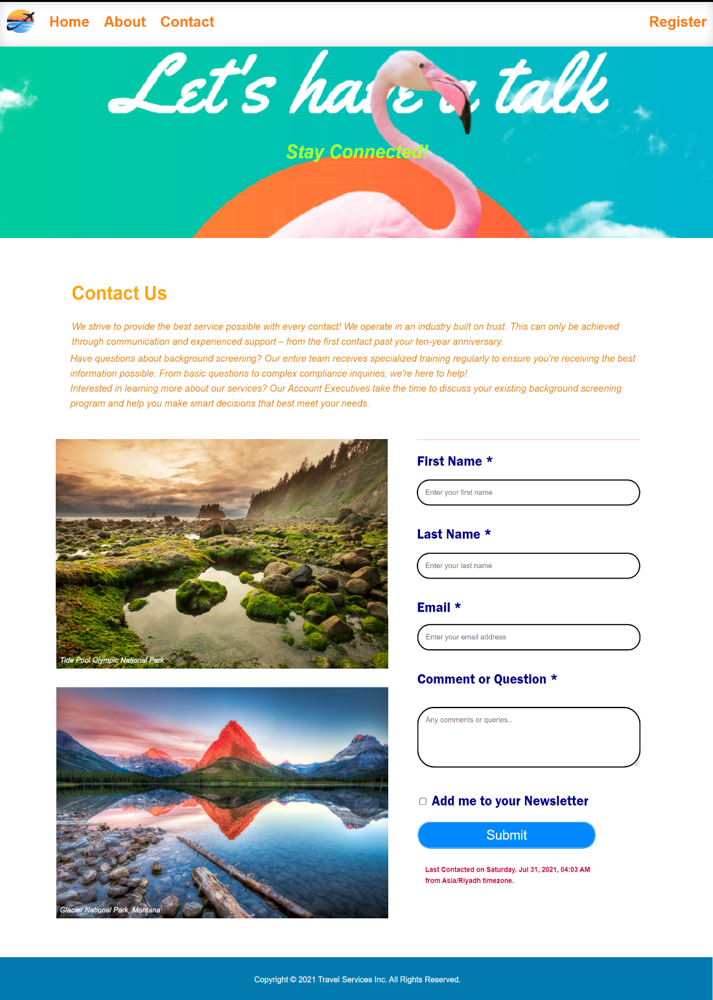 Home About Contact Register
Let's have a talk
Stay Connected!
Contact Us
We strive to provide the best service possible with every contact! We operate in an industry built on trust. This can only be achieved
through communication and experienced support – from the first contact past your ten-year anniversary.
Have questions about background screening? Our entire team receives specialized training regularly to ensure you're receiving the best
information possible. From basic questions to complex compliance inquiries, we're here to help!
Interested in learning more about our services? Our Account Executives take the time to discuss your existing background screening
program and help you make smart decisions that best meet your needs.
Tide Pool Olympic National Park
Glacier National Park, Montana
First Name *
Enter your first name
Last Name *
Enter your last name
Email *
Enter your email address
Comment or Question *
Any comments or queries..
Add me to your Newsletter
Submit
Last Contacted on Saturday, Jul 31, 2021, 04:03 AM
from Asia/Riyadh timezone.
Copyright © 2021 Travel Services Inc. All Rights Reserved.